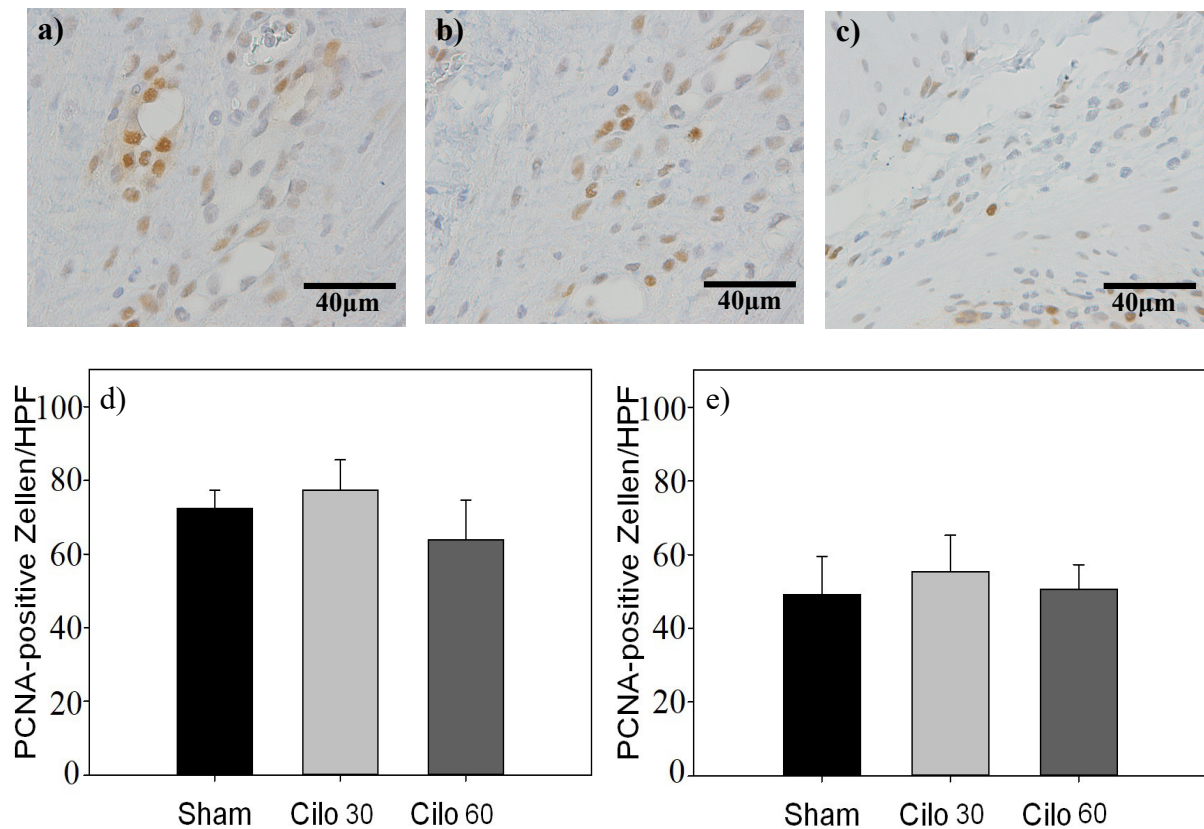 a)
b)
c)
40μm
40μm
40μm
PCNA-positive Zellen/HPF
d)
100
80
60
40
20
0
Sham Cilo 30 Cilo 60
PCNA-positive Zellen/HPF
e)
100
80
60
40
20
0
Sham Cilo 30 Cilo 60